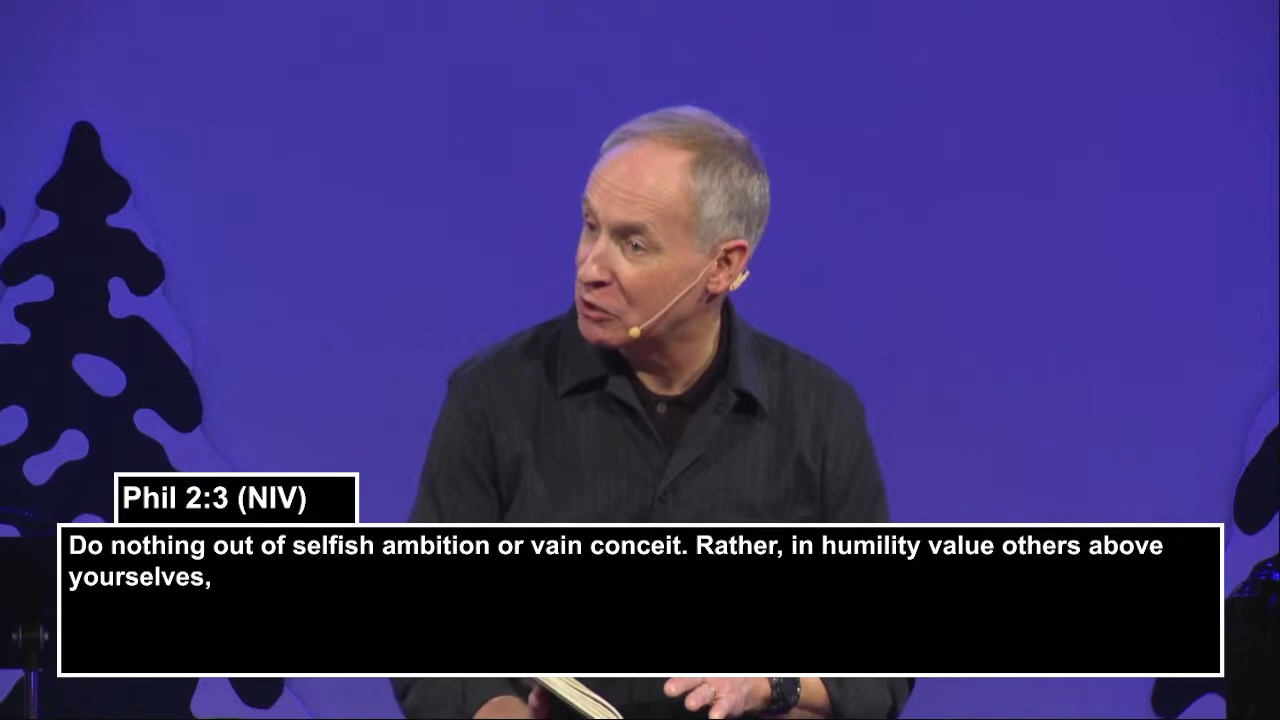 Phil 2:3 (NIV)
Do nothing out of selfish ambition or vain conceit. Rather, in humility value others above
yourselves,